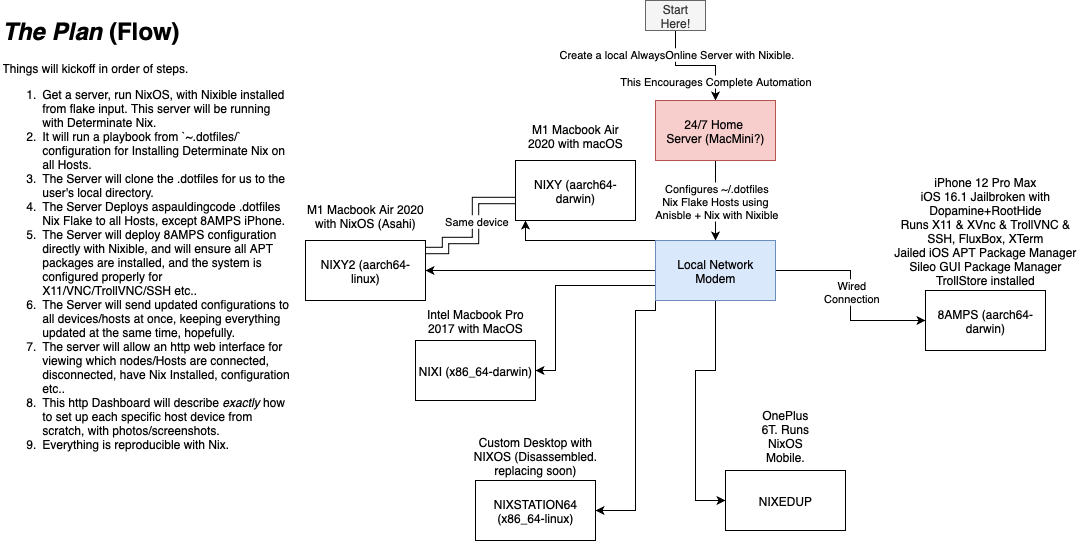 The Plan (Flow)
Things will kickoff in order of steps.
1. Get a server, run NixOS, with Nixible installed
from flake input. This server will be running
with Determinate Nix.
2. It will run a playbook from `~.dotfiles/`
configuration for Installing Determinate Nix on
all Hosts.
3. The Server will clone the .dotfiles for us to the
user's local directory.
4. The Server Deploys aspauldingcode .dotfiles
Nix Flake to all Hosts, except 8AMPS iPhone.
5. The Server will deploy 8AMPS configuration
directly with Nixible, and will ensure all APT
packages are installed, and the system is
configured properly for
X11/VNC/TrollVNC/SSH etc..
6. The Server will send updated configurations to
all devices/hosts at once, keeping everything
updated at the same time, hopefully.
7. The server will allow an http web interface for
viewing which nodes/Hosts are connected,
disconnected, have Nix Installed, configuration
etc..
8. This http Dashboard will describe exactly how
to set up each specific host device from
scratch, with photos/screenshots.
9. Everything is reproducible with Nix.
Start
Here!
Create a local AlwaysOnline Server with Nixible.
This Encourages Complete Automation
24/7 Home
Server (MacMini?)
Configures ~/.dotfiles
Nix Flake Hosts using
Anisble + Nix with Nixible
Local Network
Modem
M1 Macbook Air
2020 with macOS
NIXY (aarch64-
darwin)
Same device
M1 Macbook Air 2020
with NixOS (Asahi)
NIXY2 (aarch64-
linux)
Intel Macbook Pro
2017 with MacOS
NIXI (x86_64-darwin)
Custom Desktop with
NIXOS (Disassembled.
replacing soon)
NIXSTATION64
(x86_64-linux)
OnePlus
6T. Runs
NixOS
Mobile.
NIXEDUP
Wired
Connection
iPhone 12 Pro Max
iOS 16.1 Jailbroken with
Dopamine+RootHide
Runs X11 & XVnc & TrollVNC &
SSH, FluxBox, XTerm
Jailed iOS APT Package Manager
Sileo GUI Package Manager
TrollStore installed
8AMPS (aarch64-
darwin)